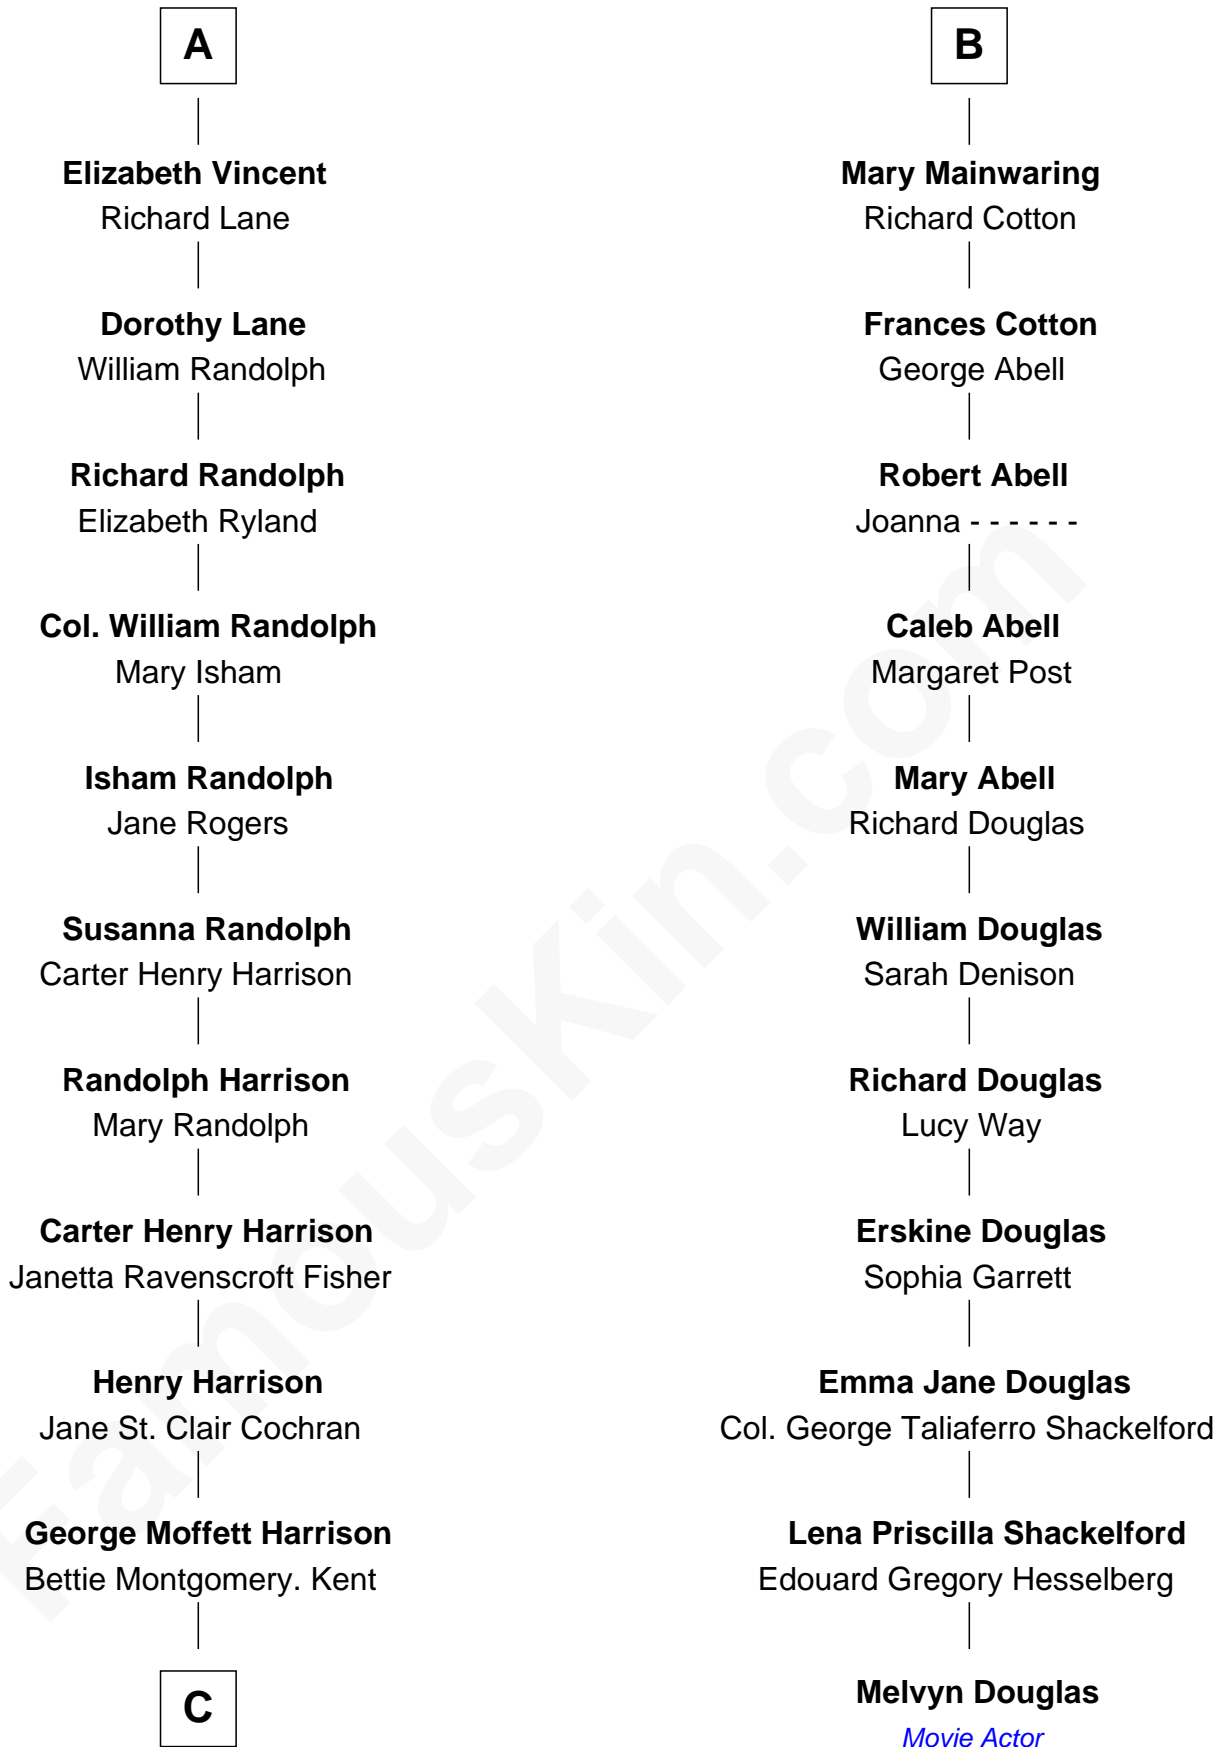 A
Elizabeth Vincent
Richard Lane
Dorothy Lane
William Randolph
Richard Randolph
Elizabeth Ryland
Col. William Randolph
Mary Isham
Isham Randolph
Jane Rogers
Susanna Randolph
Carter Henry Harrison
Randolph Harrison
Mary Randolph
Carter Henry Harrison
Janetta Ravenscroft Fisher
Henry Harrison
Jane St. Clair Cochran
George Moffett Harrison
Bettie Montgomery. Kent
C
B
Mary Mainwaring
Richard Cotton
Frances Cotton
George Abell
Robert Abell
Joanna - - - - - -
Caleb Abell
Margaret Post
Mary Abell
Richard Douglas
William Douglas
Sarah Denison
Richard Douglas
Lucy Way
Erskine Douglas
Sophia Garrett
Emma Jane Douglas
Col. George Taliaferro Shackelford
Lena Priscilla Shackelford
Edouard Gregory Hesselberg
Melvyn Douglas
Movie Actor
FamousKin.com